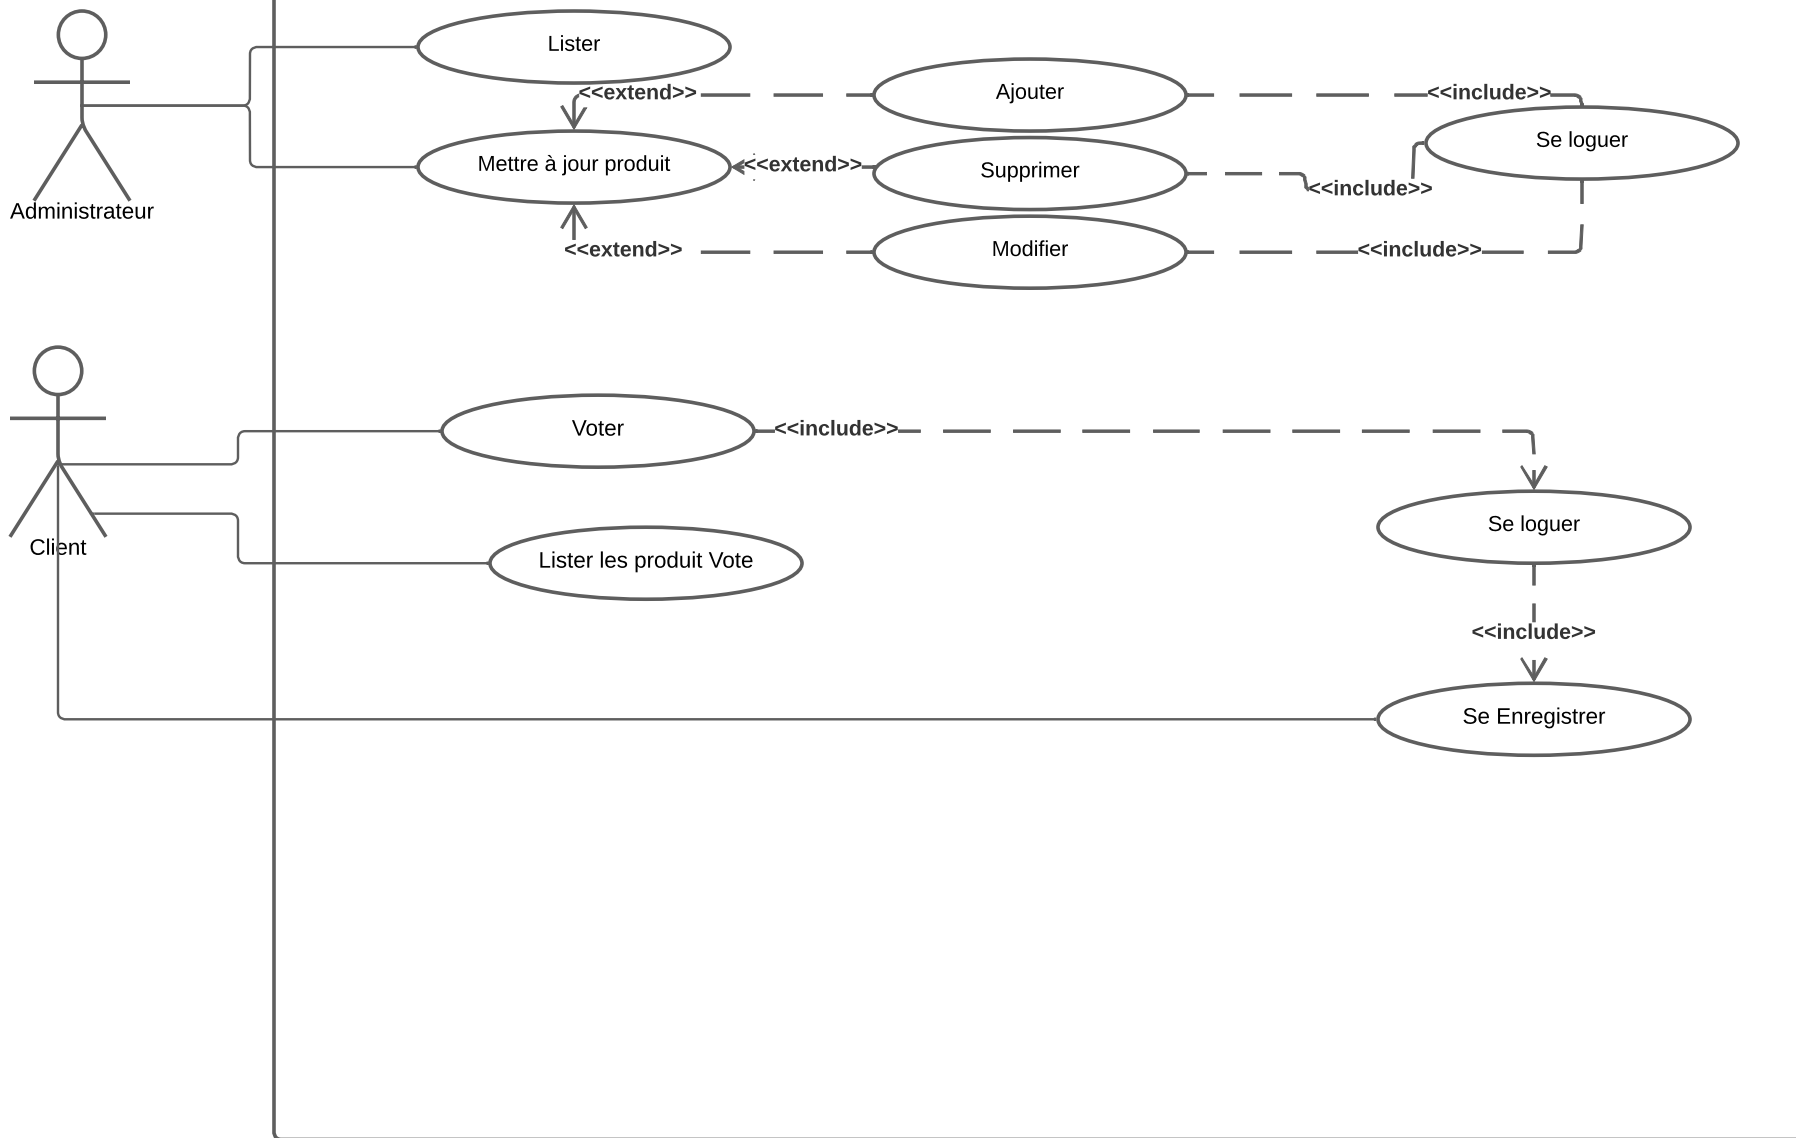 Lister
<<extend>>
Ajouter
<<include>>
Se loguer
Mettre à jour produit
<<extend>>
Supprimer
<<include>>
Administrateur
<<extend>>
Modifier
<<include>>
Voter
<<include>>
Se loguer
Client
Lister les produit Vote
<<include>>
Se Enregistrer